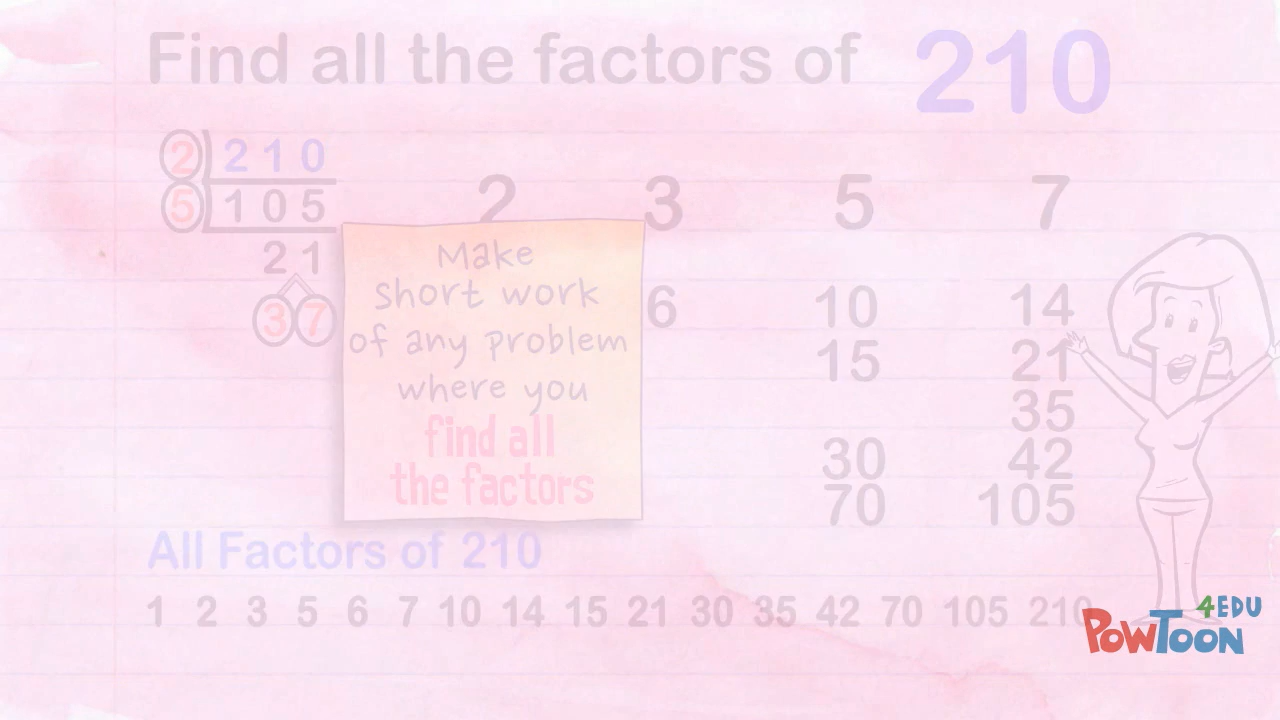 Find all the factors of 210
2 210
5 105
21
3 7
2 3 5 7
6 10 14
15 21
35
30 42
70 105
Make
short work
of any problem
where you
find all
the factors
All Factors of 210
1 2 3 5 6 7 10 14 15 21 30 35 42 70 105 210
4EDU
PowToon